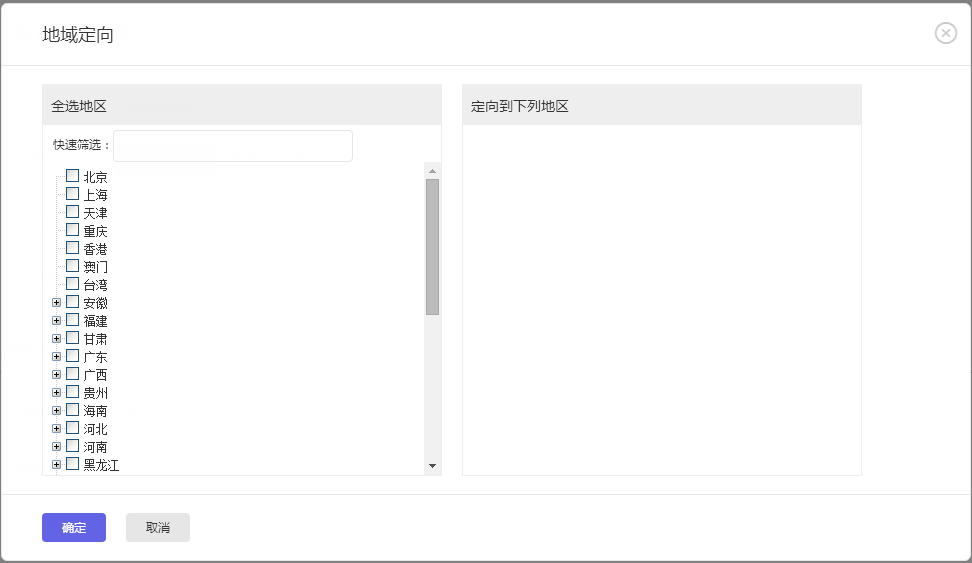 地域定向
全选地区
快速筛选：
北京
上海
天津
重庆
香港
澳门
台湾
安徽
福建
甘肃
广东
广西
贵州
海南
河北
河南
黑龙江
定向到下列地区
确定
取消